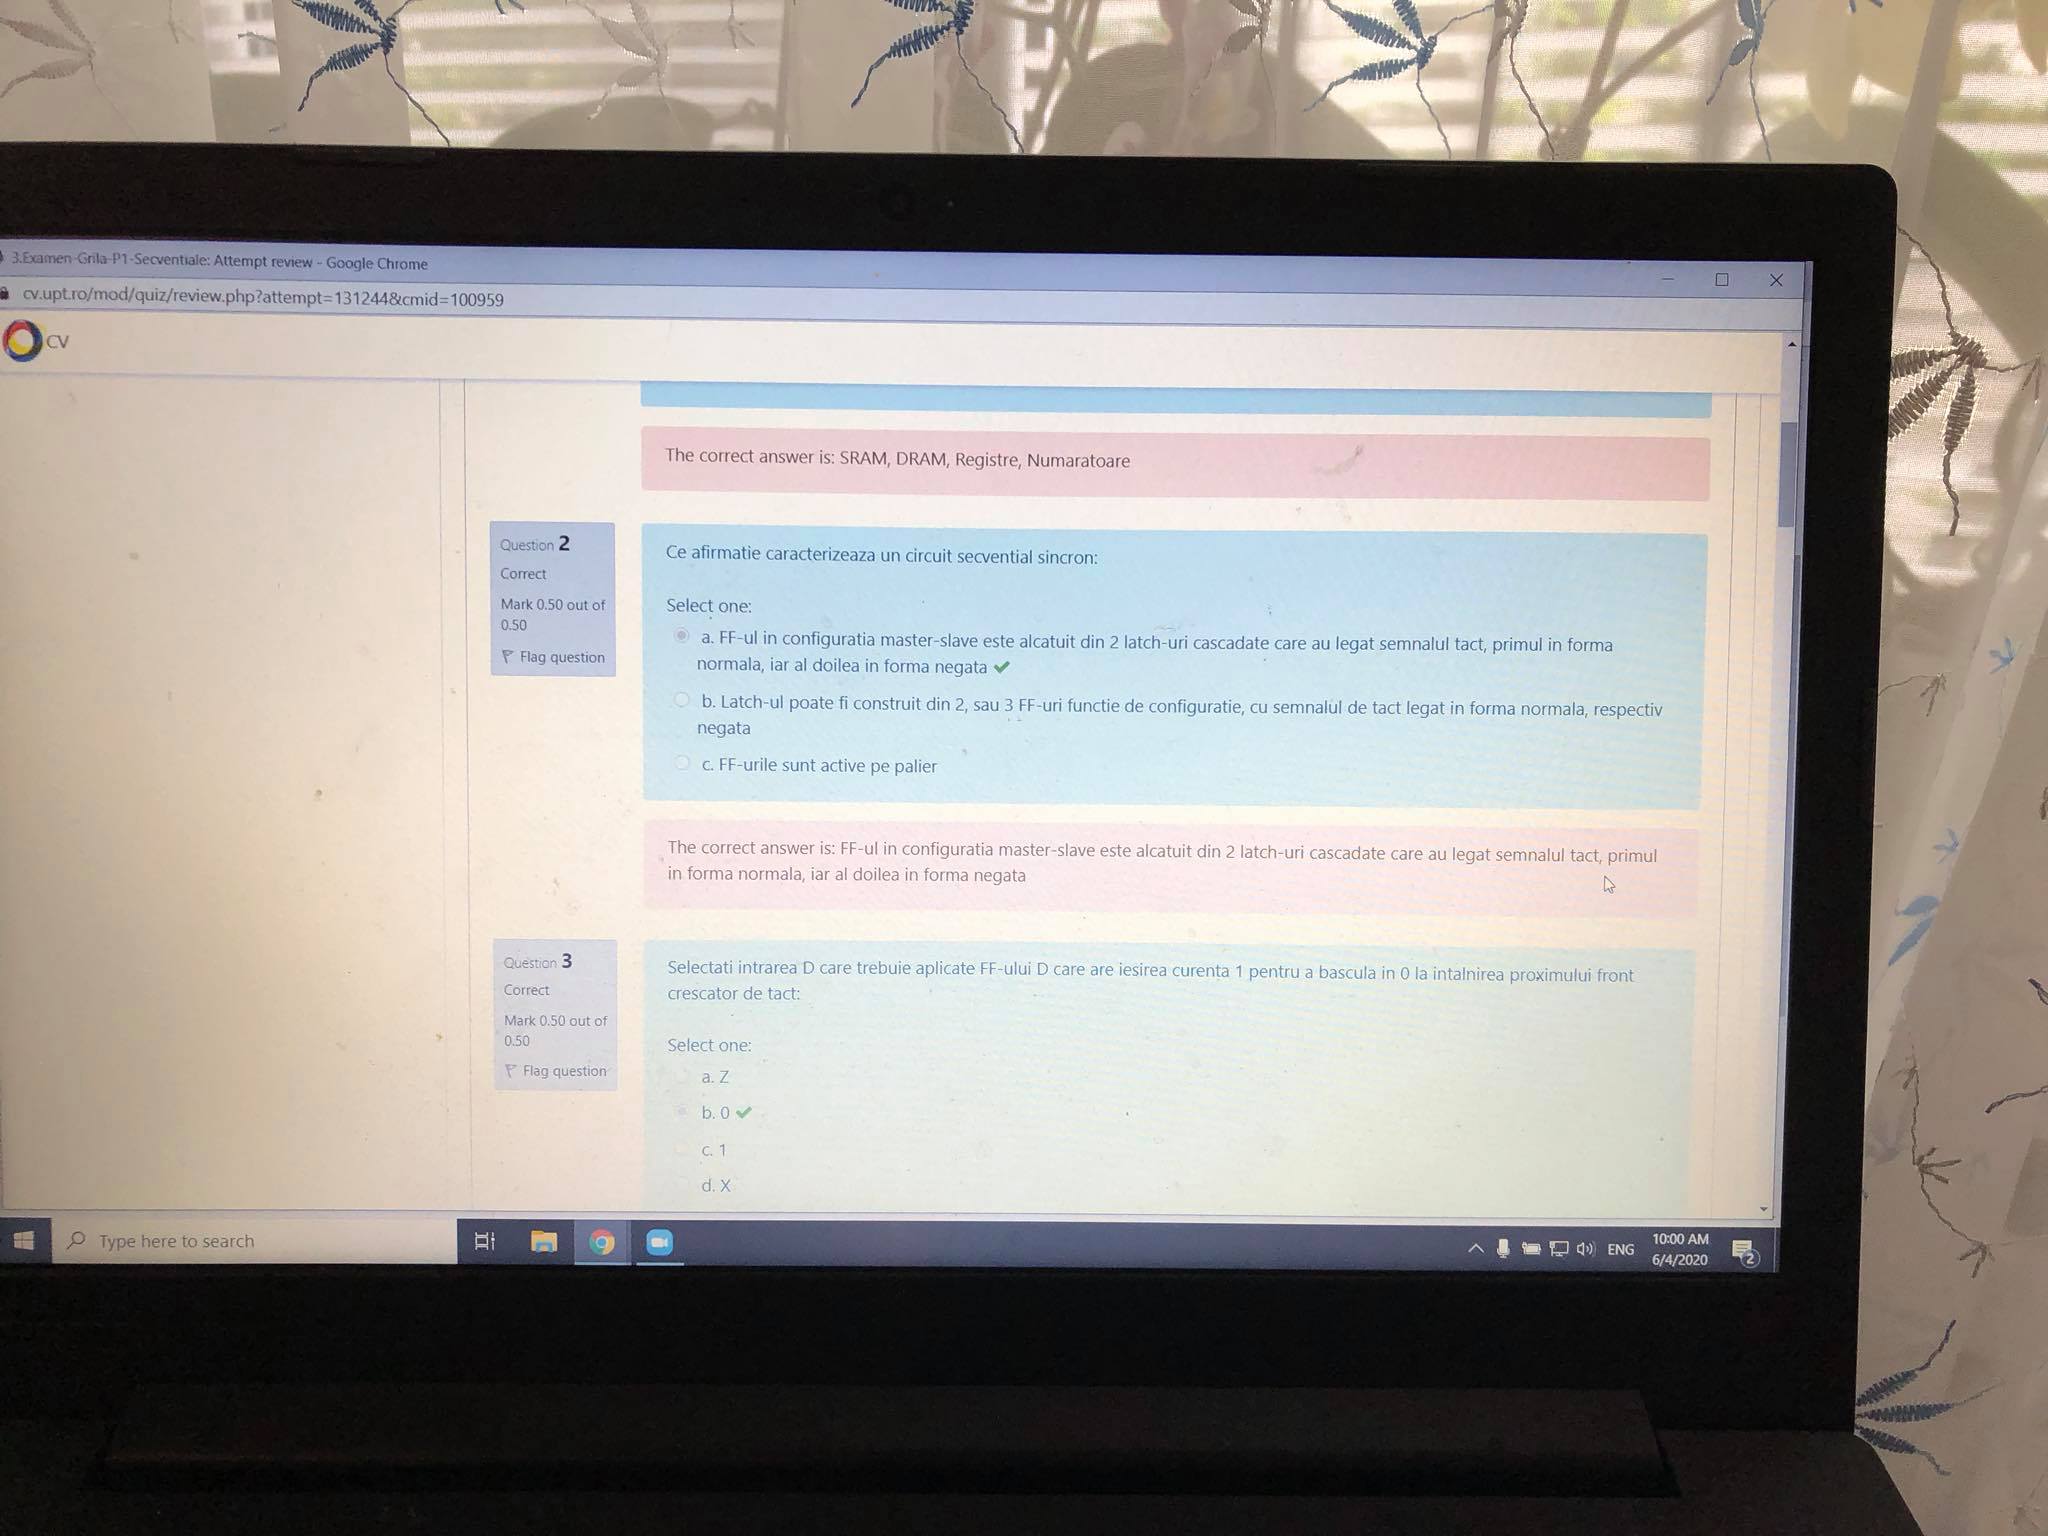 3.Examen-Grila-P1-Secventiale: Attempt review - Google Chrome
cv.upt.ro/mod/quiz/review.php?attempt=131244&cmid=100959
CV
The correct answer is: SRAM, DRAM, Registre, Numaratoare
Question 2
Correct
Mark 0.50 out of
0.50
Flag question
Ce afirmatie caracterizeaza un circuit secvential sincron:
Select one:
a. FF-ul in configuratia master-slave este alcatuit din 2 latch-uri cascadate care au legat semnalul tact, primul in forma
normala, iar al doilea in forma negata
b. Latch-ul poate fi construit din 2, sau 3 FF-uri functie de configuratie, cu semnalul de tact legat in forma normala, respectiv
negata
c. FF-urile sunt active pe palier
The correct answer is: FF-ul in configuratia master-slave este alcatuit din 2 latch-uri cascadate care au legat semnalul tact, primul
in forma normala, iar al doilea in forma negata
Question 3
Correct
Mark 0.50 out of
0.50
Flag question
Selectati intrarea D care trebuie aplicate FF-ului D care are iesirea curenta 1 pentru a bascula in 0 la intalnirea proximului front
crescator de tact:
Select one:
a. Z
b. 0
c. 1
d. X
Type here to search
ENG
10:00 AM
6/4/2020
2